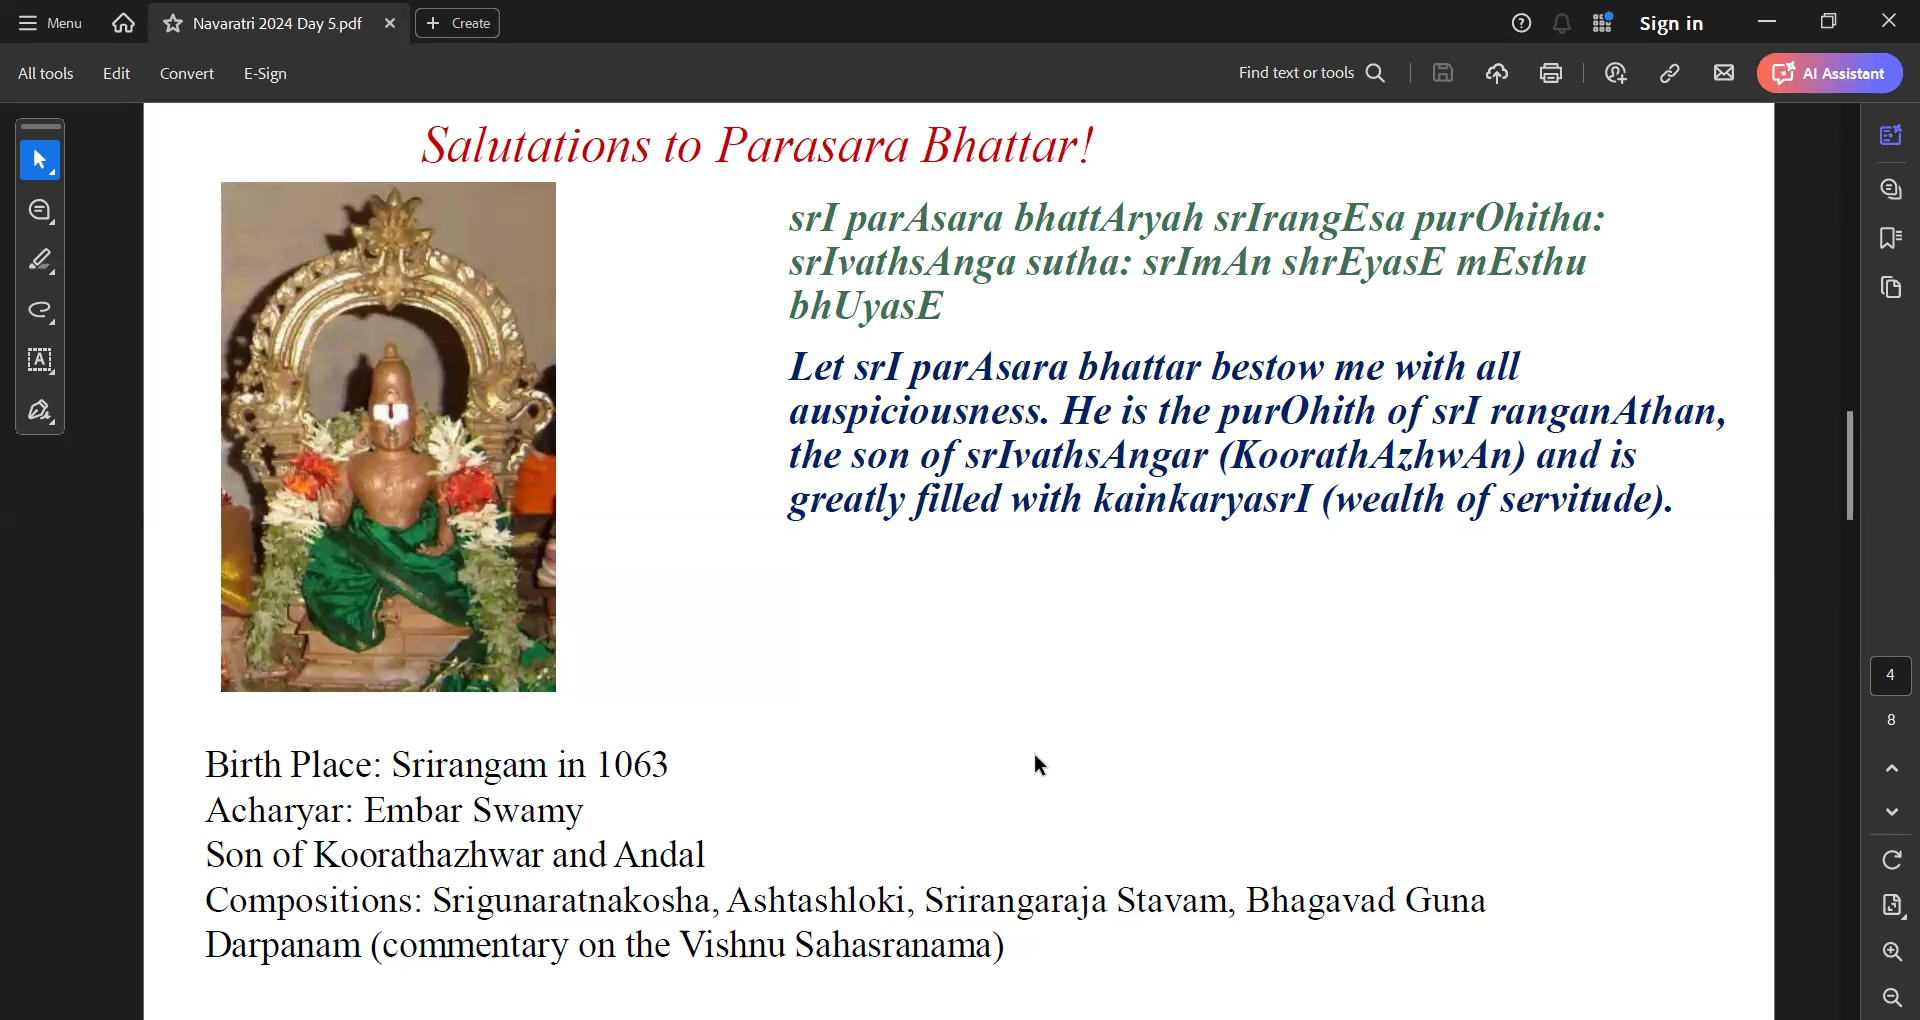 Menu
Navaratri 2024 Day 5.pdf
Create
Sign in
All tools
Edit
Convert
E-Sign
Find text or tools
AI Assistant
Salutations to Parasara Bhattar!
srI parAsara bhattAryah srIrangEsa purOhitha:
srIvathsAnga sutha: srImAn shrEyasE mEsthu
bhUyasE
Let srI parAsara bhattar bestow me with all
auspiciousness. He is the purOhith of srI ranganAthan,
the son of srIvathsAngar (KoorathAzhwAn) and is
greatly filled with kainkaryasrI (wealth of servitude).
4
8
Birth Place: Srirangam in 1063
Acharyar: Embar Swamy
Son of Koorathazhwar and Andal
Compositions: Srigunaratnakosha, Ashtashloki, Srirangaraja Stavam, Bhagavad Guna
Darpanam (commentary on the Vishnu Sahasranama)